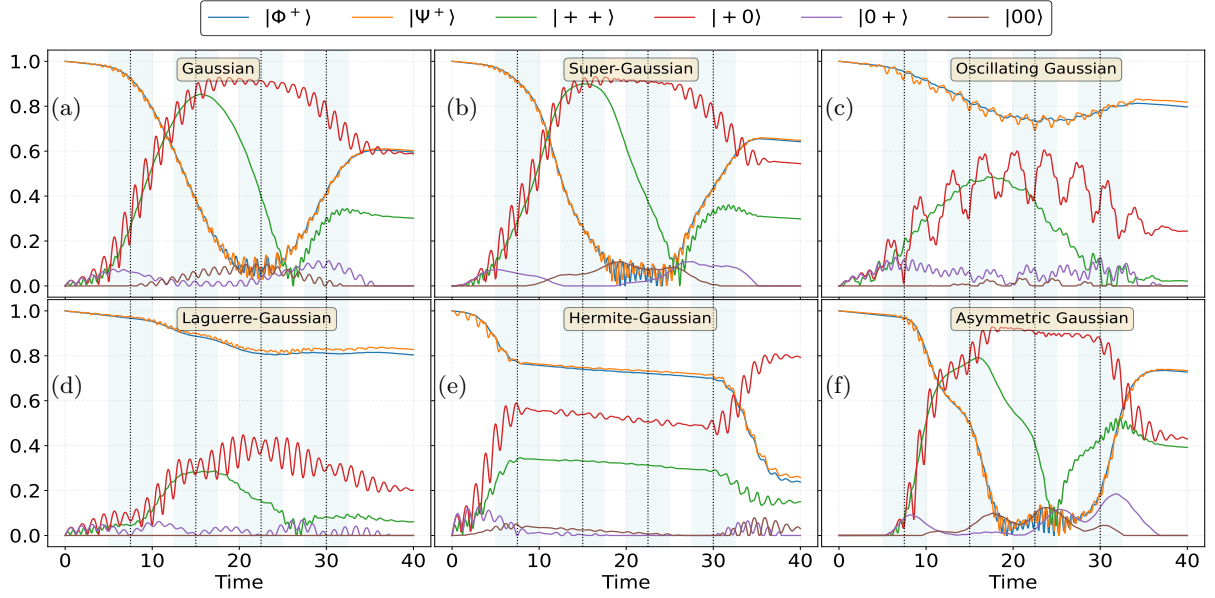 |Φ⁺⟩ |Ψ⁺⟩ |++⟩ |+0⟩ |0+⟩ |00⟩
Gaussian Super-Gaussian Oscillating Gaussian
1.0
(a) (b) (c)
0.8
0.6
0.4
0.2
0.0
Laguerre-Gaussian Hermite-Gaussian Asymmetric Gaussian
1.0
0.8
(d) (e) (f)
0.6
0.4
0.2
0.0
0 10 20 30 40 0 10 20 30 40 0 10 20 30 40
Time Time Time